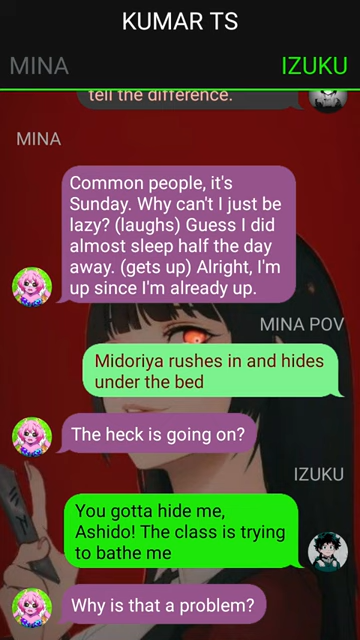 KUMAR TS
MINA
IZUKU
tell the difference.
MINA
Common people, it's
Sunday. Why can't I just be
lazy? (laughs) Guess I did
almost sleep half the day
away. (gets up) Alright, I'm
up since I'm already up.
MINA POV
Midoriya rushes in and hides
under the bed
The heck is going on?
IZUKU
You gotta hide me,
Ashido! The class is trying
to bathe me
Why is that a problem?